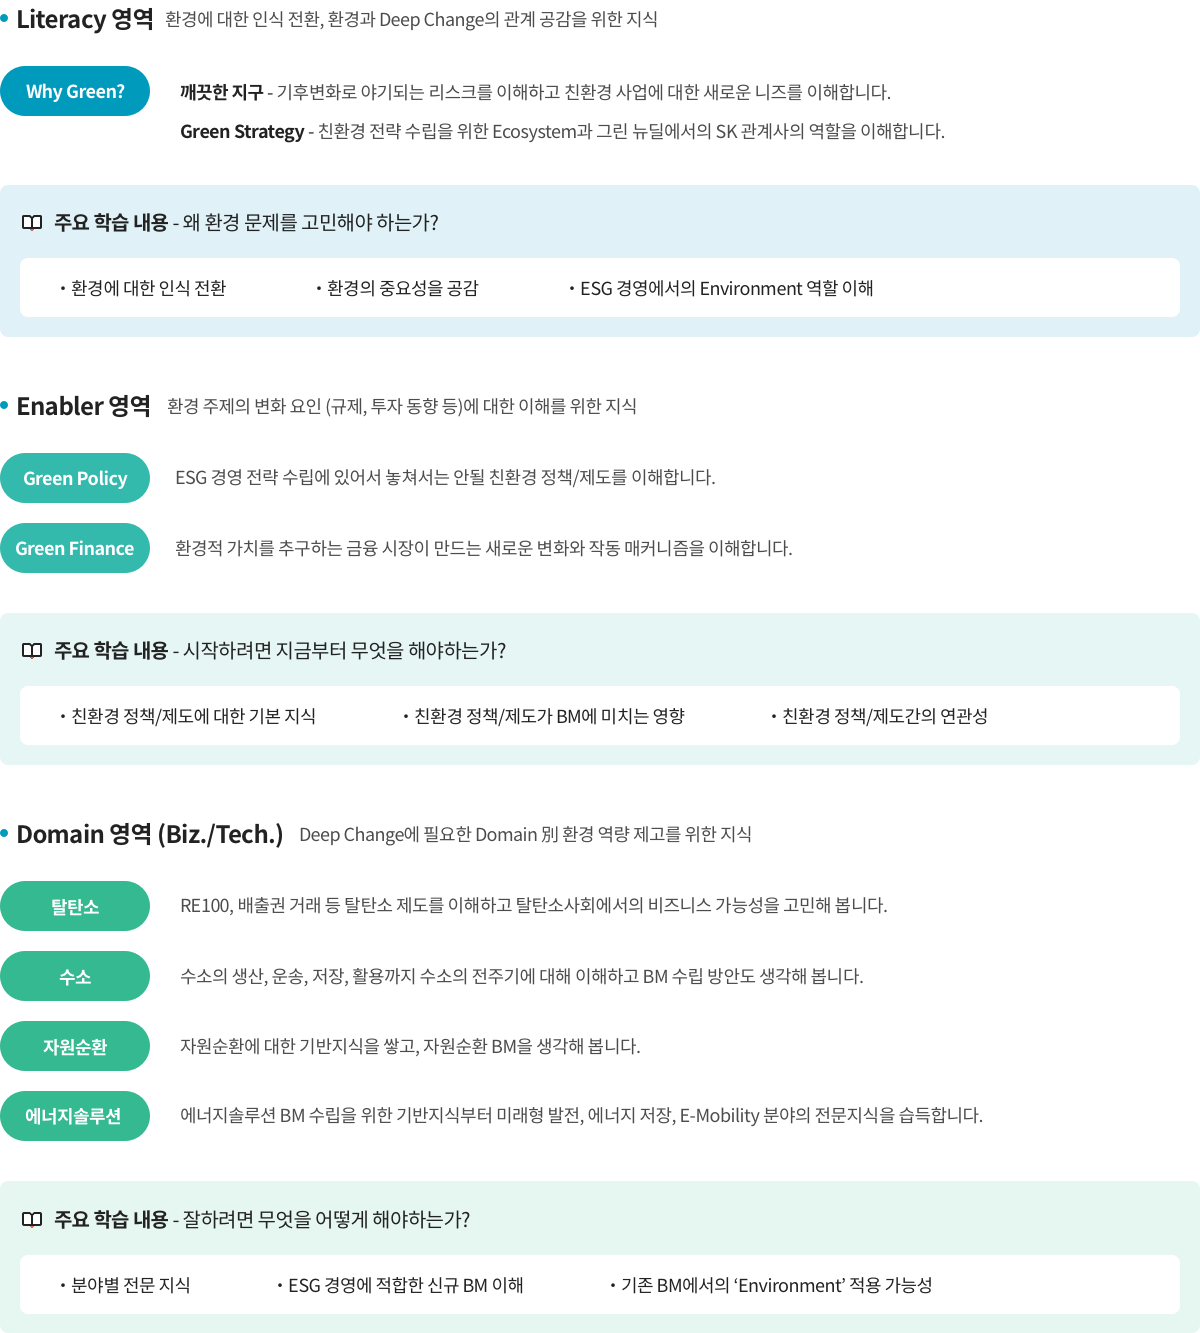 • Literacy 영역 환경에 대한 인식 전환, 환경과 Deep Change의 관계 공감을 위한 지식
Why Green?
깨끗한 지구 - 기후변화로 야기되는 리스크를 이해하고 친환경 사업에 대한 새로운 니즈를 이해합니다.
Green Strategy - 친환경 전략 수립을 위한 Ecosystem과 그린 뉴딜에서의 SK 관계사의 역할을 이해합니다.
주요 학습 내용 - 왜 환경 문제를 고민해야 하는가?
• 환경에 대한 인식 전환 • 환경의 중요성을 공감 • ESG 경영에서의 Environment 역할 이해
• Enabler 영역 환경 주제의 변화 요인 (규제, 투자 동향 등)에 대한 이해를 위한 지식
Green Policy ESG 경영 전략 수립에 있어서 놓쳐서는 안될 친환경 정책/제도를 이해합니다.
Green Finance 환경적 가치를 추구하는 금융 시장이 만드는 새로운 변화와 작동 매커니즘을 이해합니다.
주요 학습 내용 - 시작하려면 지금부터 무엇을 해야하는가?
• 친환경 정책/제도에 대한 기본 지식 • 친환경 정책/제도가 BM에 미치는 영향 • 친환경 정책/제도간의 연관성
• Domain 영역 (Biz./Tech.) Deep Change에 필요한 Domain 別 환경 역량 제고를 위한 지식
탈탄소 RE100, 배출권 거래 등 탈탄소 제도를 이해하고 탈탄소사회에서의 비즈니스 가능성을 고민해 봅니다.
수소 수소의 생산, 운송, 저장, 활용까지 수소의 전주기에 대해 이해하고 BM 수립 방안도 생각해 봅니다.
자원순환 자원순환에 대한 기반지식을 쌓고, 자원순환 BM을 생각해 봅니다.
에너지솔루션 에너지솔루션 BM 수립을 위한 기반지식부터 미래형 발전, 에너지 저장, E-Mobility 분야의 전문지식을 습득합니다.
주요 학습 내용 - 잘하려면 무엇을 어떻게 해야하는가?
• 분야별 전문 지식 • ESG 경영에 적합한 신규 BM 이해 • 기존 BM에서의 ‘Environment’ 적용 가능성